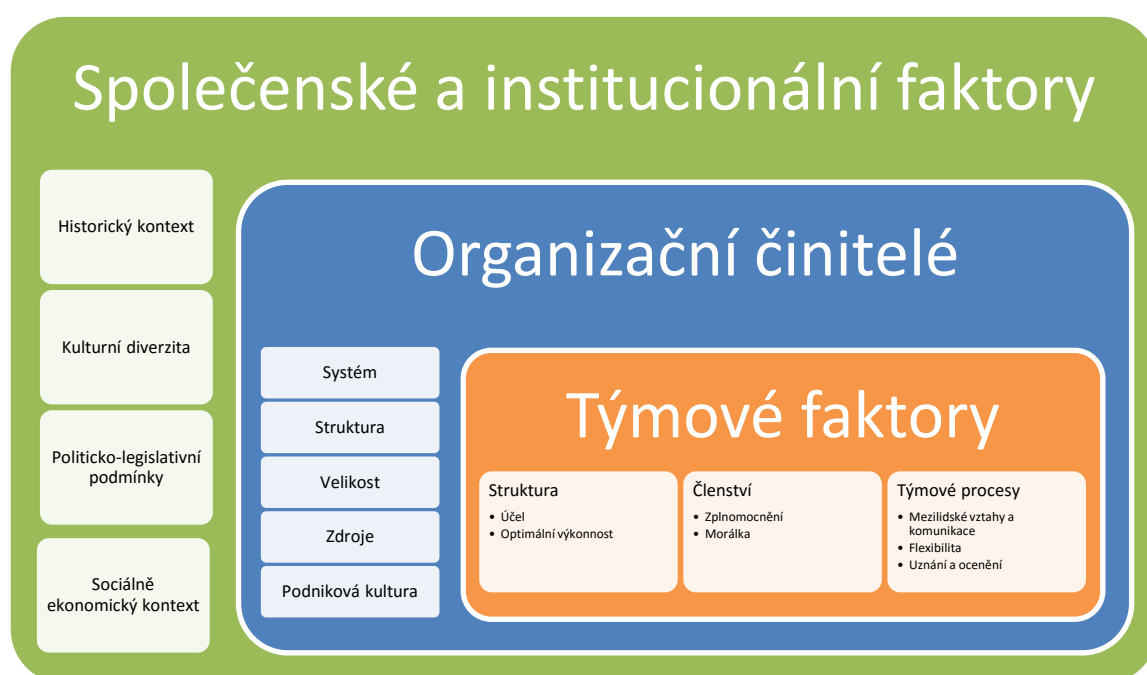 Společenské a institucionální faktory
Historický kontext
Kulturní diverzita
Politicko-legislativní
podmínky
Sociálně
ekonomický kontext
Organizační činitelé
Systém
Struktura
Velikost
Zdroje
Podniková kultura
Týmové faktory
Struktura
• Účel
• Optimální výkonnost
Členství
• Zplnomocnění
• Morálka
Týmové procesy
• Mezilidské vztahy a
komunikace
• Flexibilita
• Uznání a ocenění